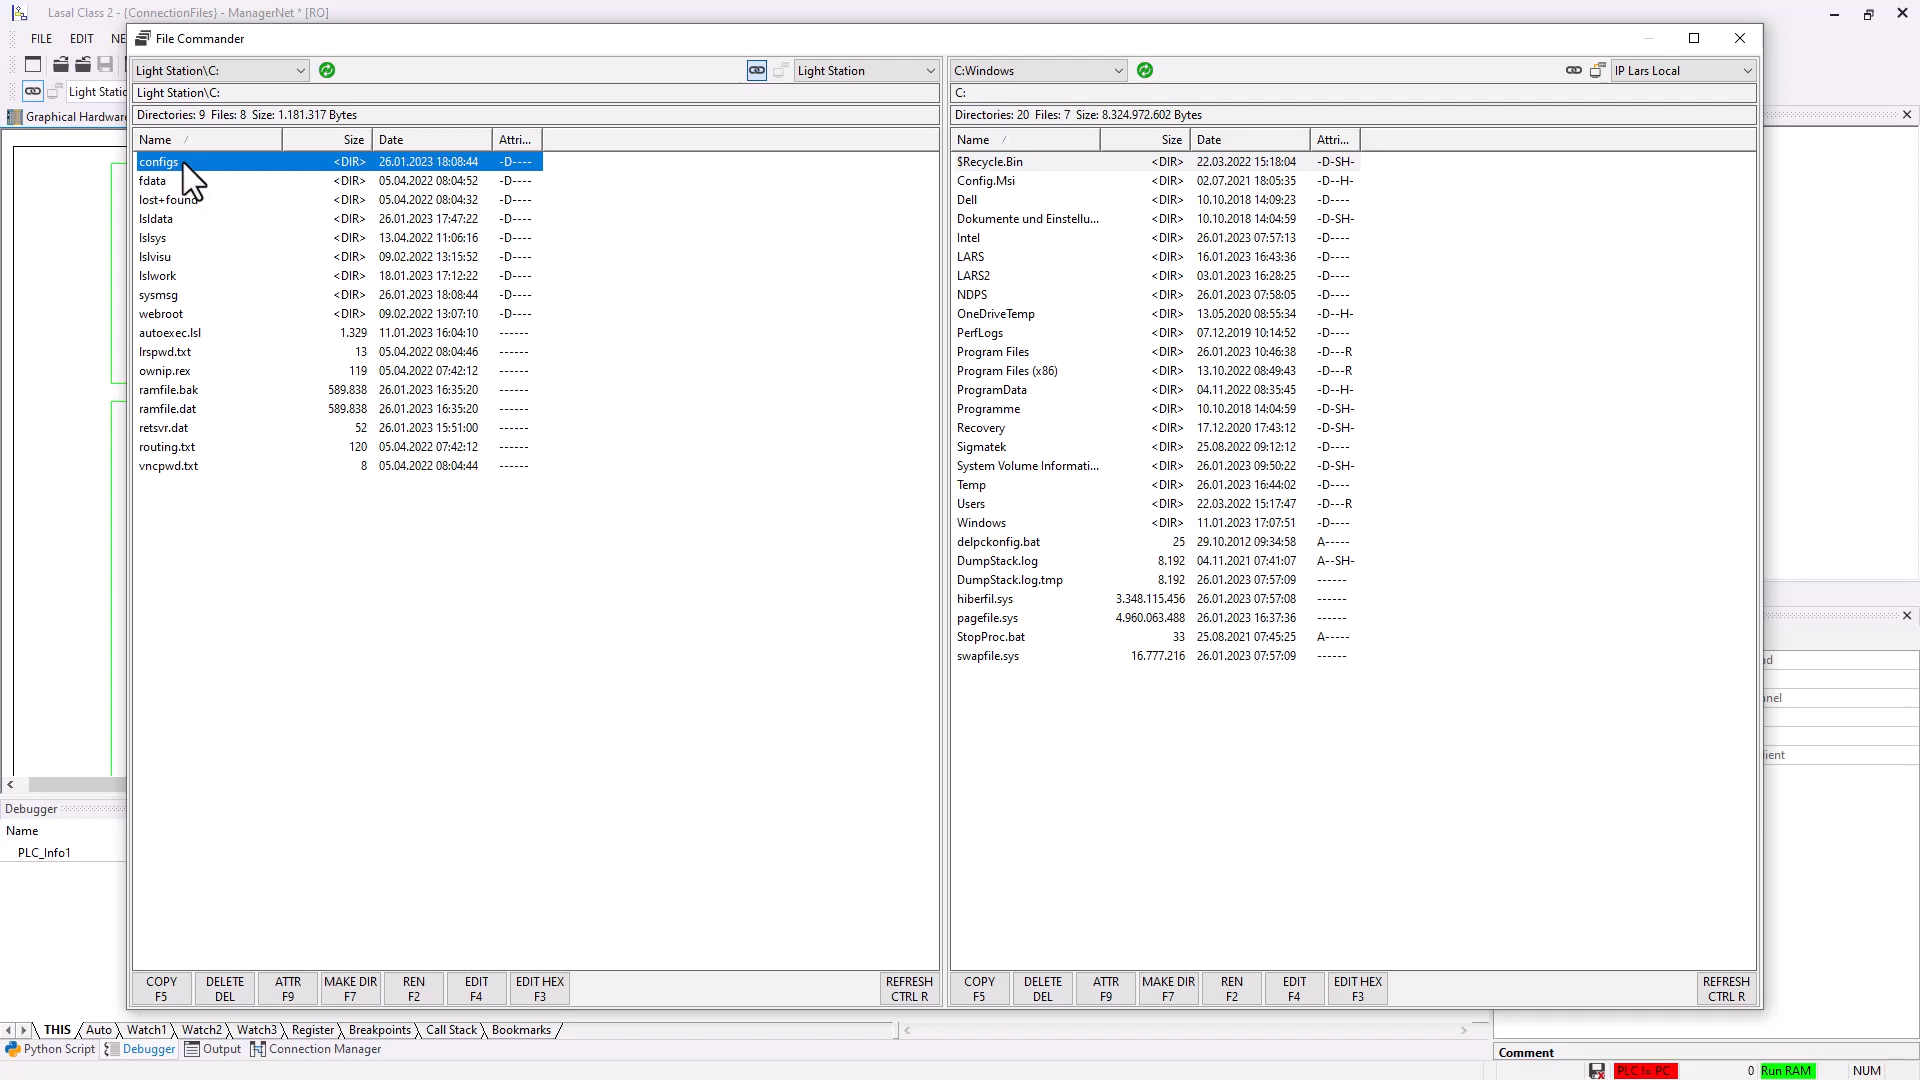 Lasal Class 2 - {ConnectionFiles} - ManagerNet * [RO]
FILE EDIT NE
File Commander
Light Station\C:
Light Station
C:Windows
IP Lars Local
Light Static
Light Station\C:
C:
Graphical Hardware
Directories: 9 Files: 8 Size: 1.181.317 Bytes
Directories: 20 Files: 7 Size: 8.324.972.602 Bytes
Name Size Date Attri...
configs <DIR> 26.01.2023 18:08:44 -D----
fdata <DIR> 05.04.2022 08:04:52 -D----
lost+found <DIR> 05.04.2022 08:04:32 -D----
lsldata <DIR> 26.01.2023 17:47:22 -D----
lslsys <DIR> 13.04.2022 11:06:16 -D----
lslvisu <DIR> 09.02.2022 13:15:52 -D----
lslwork <DIR> 18.01.2023 17:12:22 -D----
sysmsg <DIR> 26.01.2023 18:08:44 -D----
webroot <DIR> 09.02.2022 13:07:10 -D----
autoexec.lsl 1.329 11.01.2023 16:04:10 ------
lrspwd.txt 13 05.04.2022 08:04:46 ------
ownip.rex 119 05.04.2022 07:42:12 ------
ramfile.bak 589.838 26.01.2023 16:35:20 ------
ramfile.dat 589.838 26.01.2023 16:35:20 ------
retsvr.dat 52 26.01.2023 15:51:00 ------
routing.txt 120 05.04.2022 07:42:12 ------
vncpwd.txt 8 05.04.2022 08:04:44 ------
Name Size Date Attri...
$Recycle.Bin <DIR> 22.03.2022 15:18:04 -D-SH-
Config.Msi <DIR> 02.07.2021 18:05:35 -D--H-
Dell <DIR> 10.10.2018 14:09:23 -D----
Dokumente und Einstellu... <DIR> 10.10.2018 14:04:59 -D-SH-
Intel <DIR> 26.01.2023 07:57:13 -D----
LARS <DIR> 16.01.2023 16:43:36 -D----
LARS2 <DIR> 03.01.2023 16:28:25 -D----
NDPS <DIR> 26.01.2023 07:58:05 -D----
OneDriveTemp <DIR> 13.05.2020 08:55:34 -D--H-
PerfLogs <DIR> 07.12.2019 10:14:52 -D----
Program Files <DIR> 26.01.2023 10:46:38 -D---R
Program Files (x86) <DIR> 13.10.2022 08:49:43 -D---R
ProgramData <DIR> 04.11.2022 08:35:45 -D--H-
Programme <DIR> 10.10.2018 14:04:59 -D-SH-
Recovery <DIR> 17.12.2020 17:43:12 -D-SH-
Sigmatek <DIR> 25.08.2022 09:12:12 -D----
System Volume Informati... <DIR> 26.01.2023 09:50:22 -D-SH-
Temp <DIR> 26.01.2023 16:44:02 -D----
Users <DIR> 22.03.2022 15:17:47 -D---R
Windows <DIR> 11.01.2023 17:07:51 -D----
delpckonfig.bat 25 29.10.2012 09:34:58 A-----
DumpStack.log 8.192 04.11.2021 07:41:07 A--SH-
DumpStack.log.tmp 8.192 26.01.2023 07:57:09 ------
hiberfil.sys 3.348.115.456 26.01.2023 07:57:08 ------
pagefile.sys 4.960.063.488 26.01.2023 16:37:36 ------
StopProc.bat 33 25.08.2021 07:45:25 A-----
swapfile.sys 16.777.216 26.01.2023 07:57:09 ------
nnel
ient
Debugger
Name
PLC_Info1
COPY DELETE ATTR MAKE DIR REN EDIT EDIT HEX REFRESH
F5 DEL F9 F7 F2 F4 F3 CTRL R
COPY DELETE ATTR MAKE DIR REN EDIT EDIT HEX REFRESH
F5 DEL F9 F7 F2 F4 F3 CTRL R
THIS Auto Watch1 Watch2 Watch3 Register Breakpoints Call Stack Bookmarks
Python Script Debugger Output Connection Manager
Comment
PLC != PC 0 Run RAM NUM